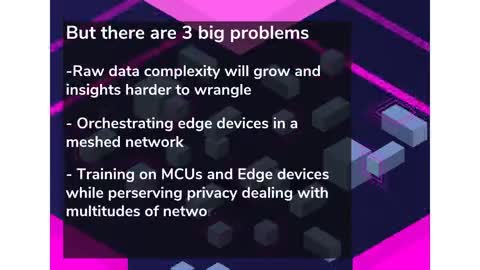 But there are 3 big problems
-Raw data complexity will grow and
insights harder to wrangle
- Orchestrating edge devices in a
meshed network
- Training on MCUs and Edge devices
while perserving privacy dealing with
multitudes of netwo